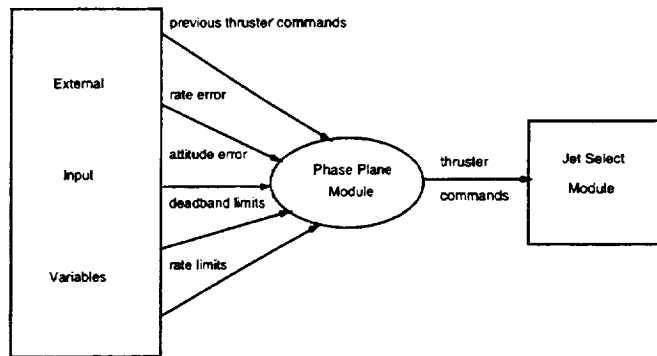 previous thruster commands
External
rate error
attitude error
Input
deadband limits
Variables
rate limits
Phase Plane
Module
thruster
commands
Jet Select
Module